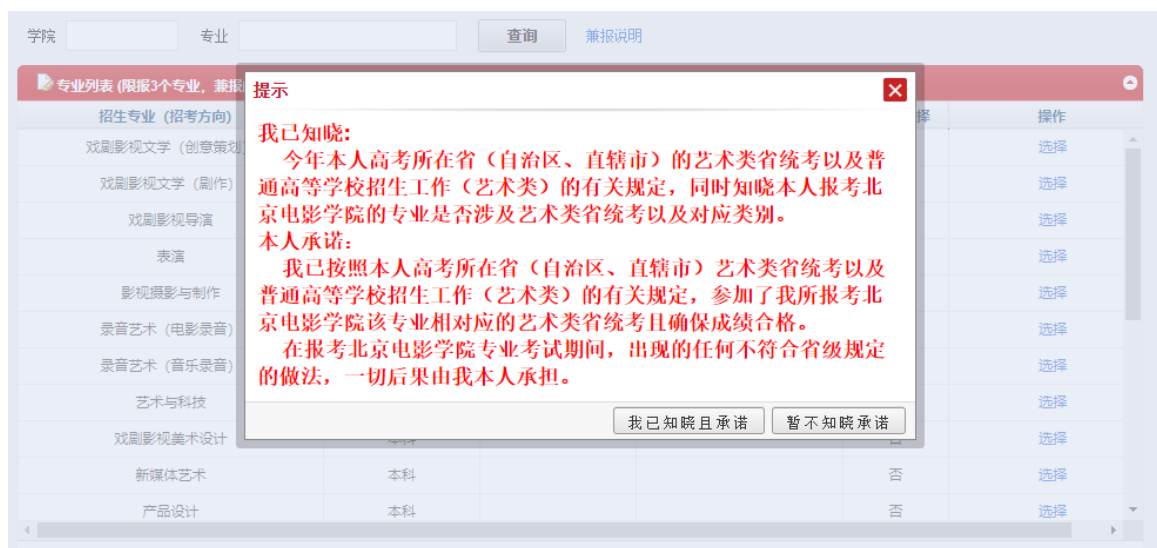 学院 专业 查询 兼报说明
专业列表 (限报3个专业, 兼报
提示
招生专业（招考方向） 择 操作
我已知晓:
今年本人高考所在省（自治区、直辖市）的艺术类省统考以及普
通高等学校招生工作（艺术类）的有关规定，同时知晓本人报考北
京电影学院的专业是否涉及艺术类省统考以及对应类别。
本人承诺：
我已按照本人高考所在省（自治区、直辖市）艺术类省统考以及
普通高等学校招生工作（艺术类）的有关规定，参加了我所报考北
京电影学院该专业相对应的艺术类省统考且确保成绩合格。
在报考北京电影学院专业考试期间，出现的任何不符合省级规定
的做法，一切后果由我本人承担。
我已知晓且承诺 暂不知晓承诺
戏剧影视文学（创意策划） 选择
戏剧影视文学（剧作） 选择
戏剧影视导演 选择
表演 选择
影视摄影与制作 选择
录音艺术（电影录音） 选择
录音艺术（音乐录音） 选择
艺术与科技 选择
戏剧影视美术设计 选择
新媒体艺术 本科 否 选择
产品设计 本科 否 选择